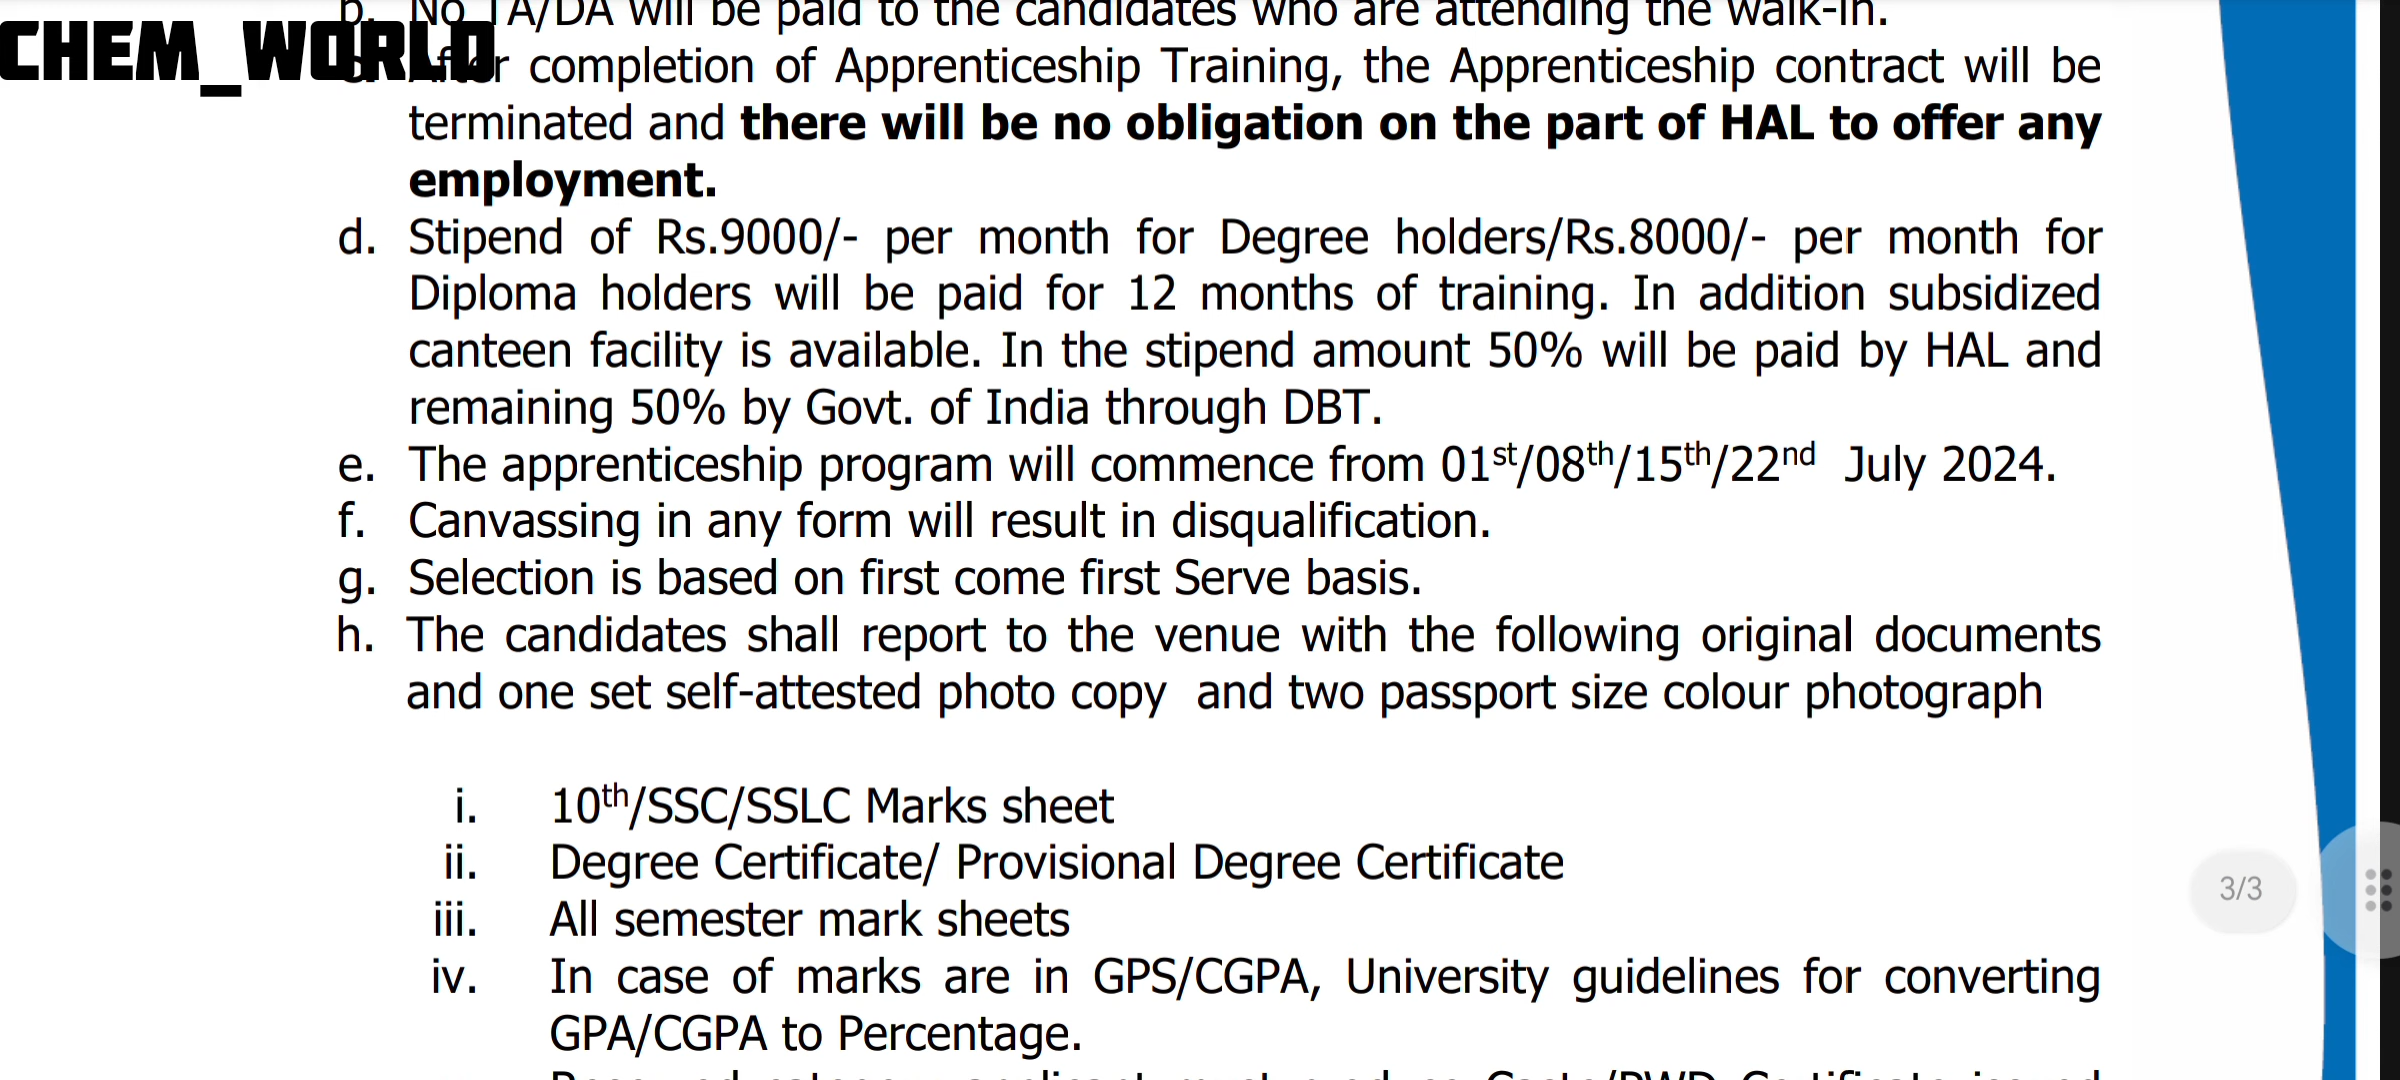 b. No TA/DA will be paid to the candidates who are attending the walk-in.
CHEM_WORLD
c. After completion of Apprenticeship Training, the Apprenticeship contract will be
terminated and there will be no obligation on the part of HAL to offer any
employment.
d. Stipend of Rs.9000/- per month for Degree holders/Rs.8000/- per month for
Diploma holders will be paid for 12 months of training. In addition subsidized
canteen facility is available. In the stipend amount 50% will be paid by HAL and
remaining 50% by Govt. of India through DBT.
e. The apprenticeship program will commence from 01st/08th/15th/22nd July 2024.
f. Canvassing in any form will result in disqualification.
g. Selection is based on first come first Serve basis.
h. The candidates shall report to the venue with the following original documents
and one set self-attested photo copy and two passport size colour photograph
i. 10th/SSC/SSLC Marks sheet
ii. Degree Certificate/ Provisional Degree Certificate
3/3
iii. All semester mark sheets
iv. In case of marks are in GPS/CGPA, University guidelines for converting
GPA/CGPA to Percentage.